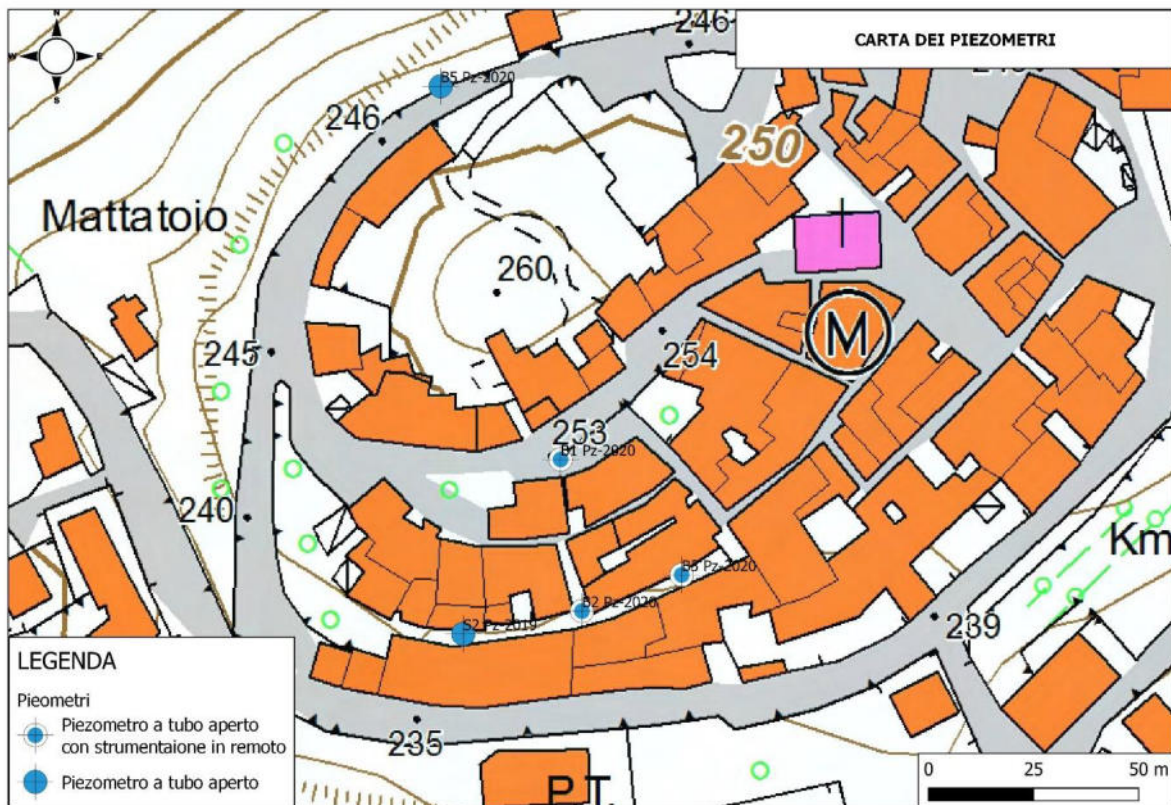 N
W E
S
246
CARTA DEI PIEZOMETRI
B5 Pz-2020
246
250
Mattatoio
260
M
245
254
253
B1 Pz-2020
240
Km
B3 Pz-2020
B2 Pz-2020
S2 Pz-2019
239
LEGENDA
Pieometri
Piezometro a tubo aperto
con strumentaione in remoto
Piezometro a tubo aperto
235
P.T.
0 25 50 m